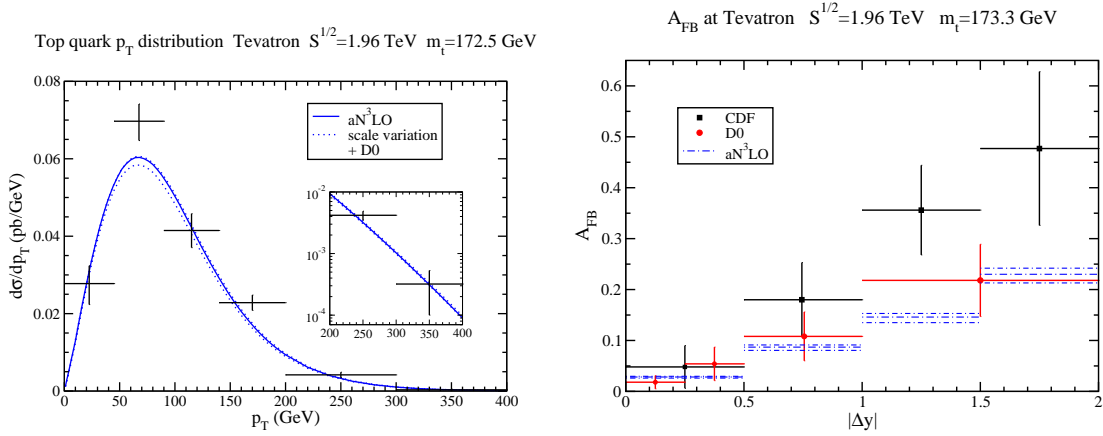 Top quark p_T distribution Tevatron S^1/2=1.96 TeV m_t=172.5 GeV
0.08
0.06
0.04
0.02
0
dσ/dp_T (pb/GeV)
aN^3LO
scale variation
+ D0
10^-2
10^-3
10^-4
200 250 300 350 400
0 50 100 150 200 250 300 350 400
p_T (GeV)
A_FB at Tevatron S^1/2=1.96 TeV m_t=173.3 GeV
0.6
0.5
0.4
0.3
0.2
0.1
0
A_FB
CDF
D0
aN^3LO
0 0.5 1 1.5 2
|Δy|